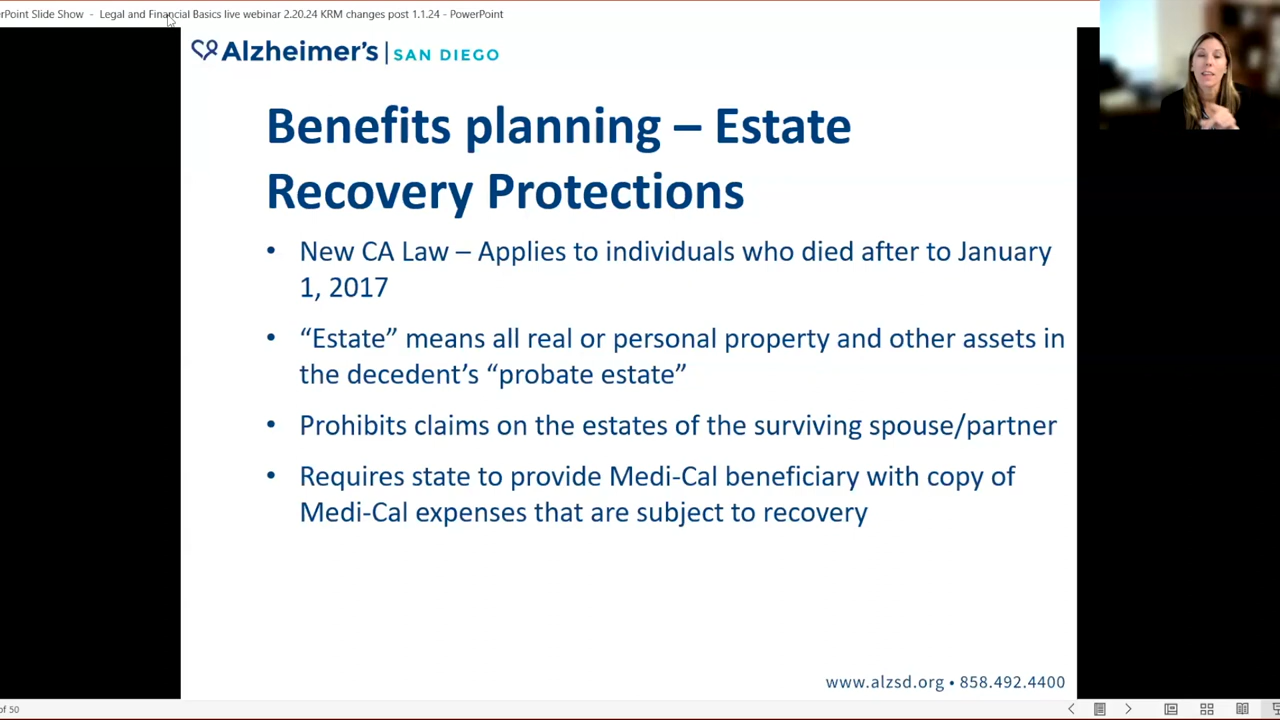 erPoint Slide Show - Legal and Financial Basics live webinar 2.20.24 KRM changes post 1.1.24 - PowerPoint
Alzheimer's | SAN DIEGO
Benefits planning – Estate
Recovery Protections
• New CA Law – Applies to individuals who died after to January
1, 2017
• “Estate” means all real or personal property and other assets in
the decedent’s “probate estate”
• Prohibits claims on the estates of the surviving spouse/partner
• Requires state to provide Medi-Cal beneficiary with copy of
Medi-Cal expenses that are subject to recovery
www.alzsd.org • 858.492.4400
of 50